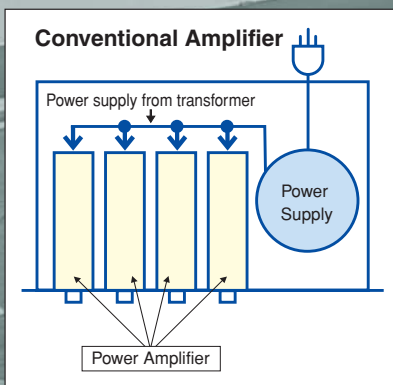 Conventional Amplifier
Power supply from transformer
Power
Supply
Power Amplifier